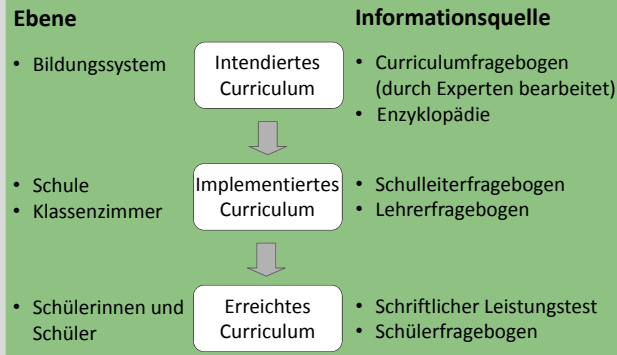 Ebene
Informationsquelle
• Bildungssystem
Intendiertes
Curriculum
• Curriculumfragebogen
(durch Experten bearbeitet)
• Enzyklopädie
• Schule
• Klassenzimmer
Implementiertes
Curriculum
• Schulleiterfragebogen
• Lehrerfragebogen
• Schülerinnen und
Schüler
Erreichtes
Curriculum
• Schriftlicher Leistungstest
• Schülerfragebogen